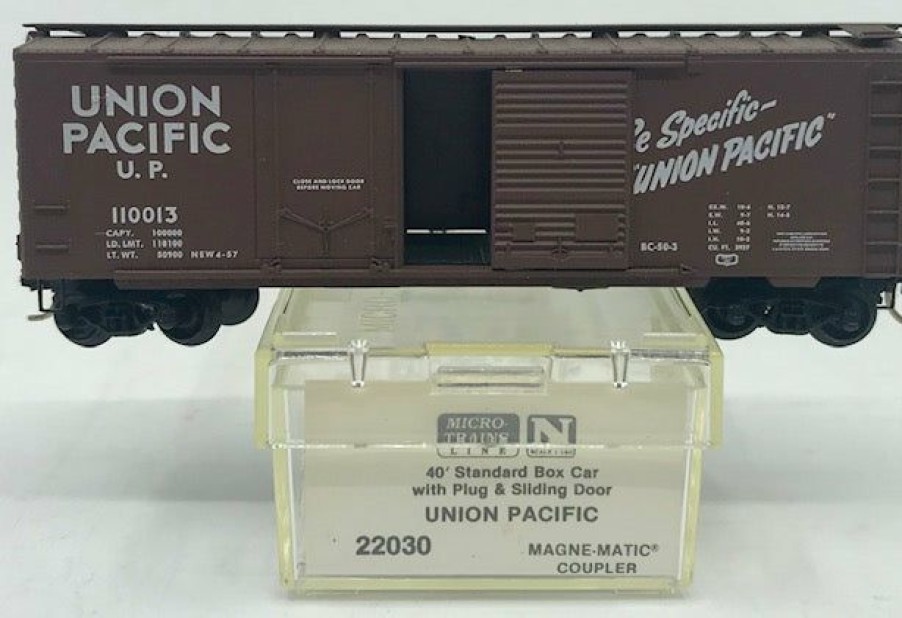 UNION
PACIFIC
U. P.
110013
CAPY. 100000
LD. LMT. 118100
LT. WT. 50900 NEW 4-57
CLOSE AND LOCK DOOR
BEFORE MOVING CAR
e Specific-
"UNION PACIFIC"
BC-50-3
MICRO-
TRAINS
LINE
N
40' Standard Box Car
with Plug & Sliding Door
UNION PACIFIC
22030
MAGNE-MATIC®
COUPLER